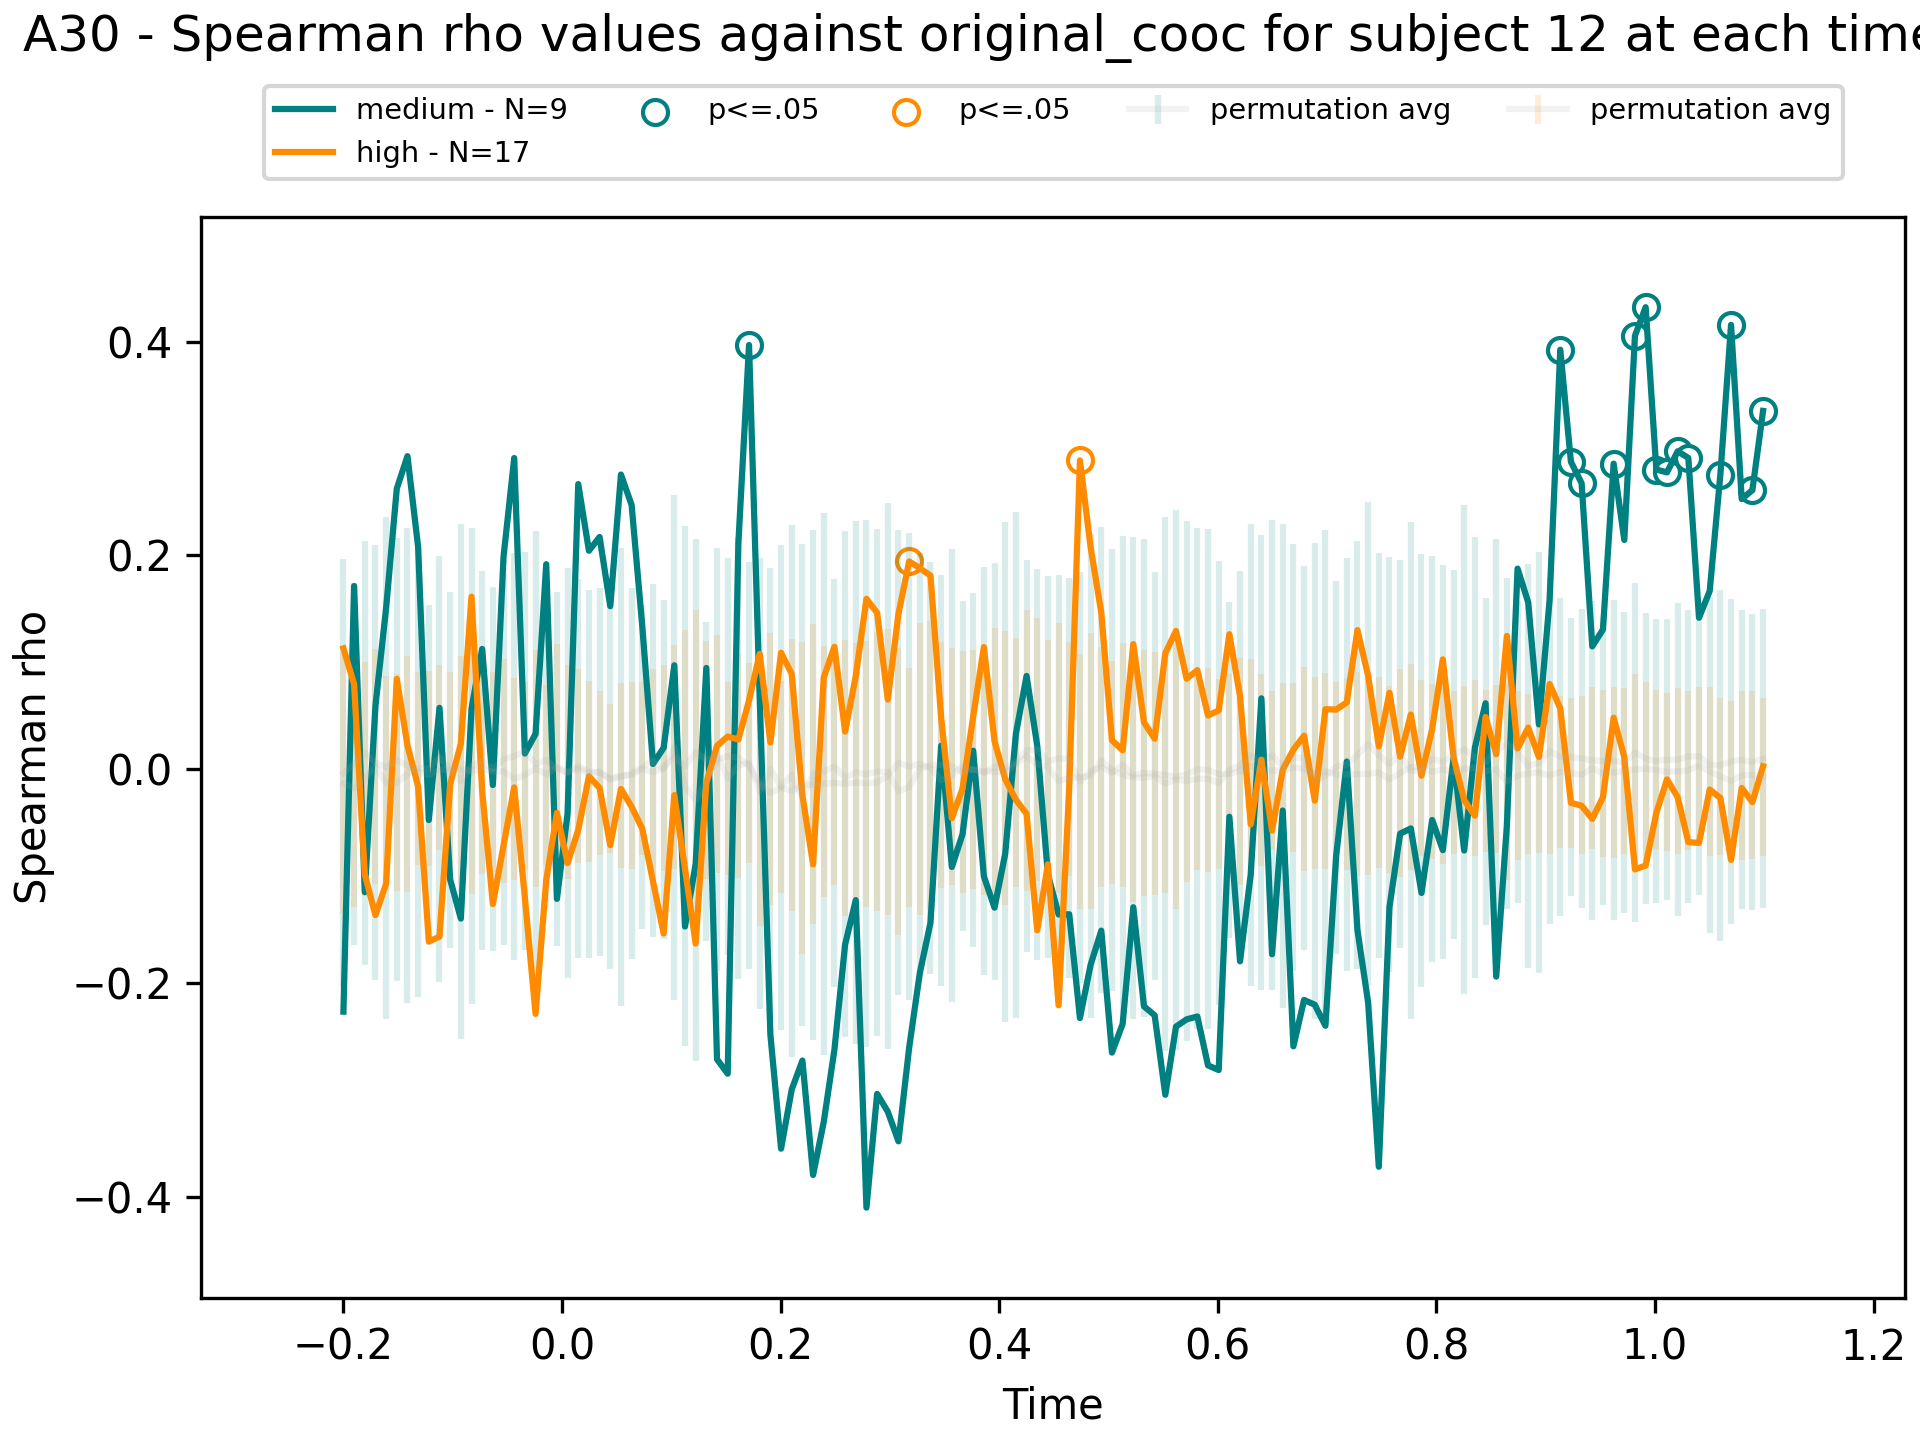 A30 - Spearman rho values against original_cooc for subject 12 at each time
medium - N=9
high - N=17
p<=.05
p<=.05
permutation avg
permutation avg
Spearman rho
0.4
0.2
0.0
−0.2
−0.4
−0.2 0.0 0.2 0.4 0.6 0.8 1.0 1.2
Time